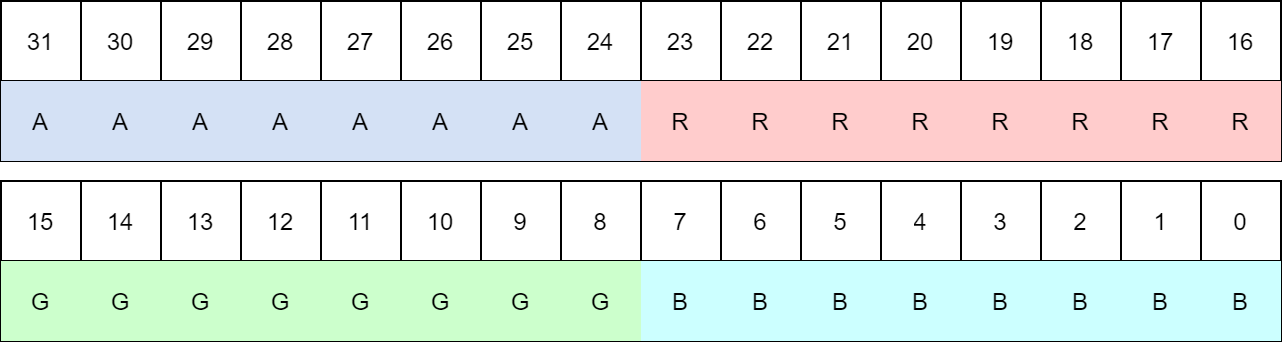 31 30 29 28 27 26 25 24 23 22 21 20 19 18 17 16
A A A A A A A A R R R R R R R R
15 14 13 12 11 10 9 8 7 6 5 4 3 2 1 0
G G G G G G G G B B B B B B B B